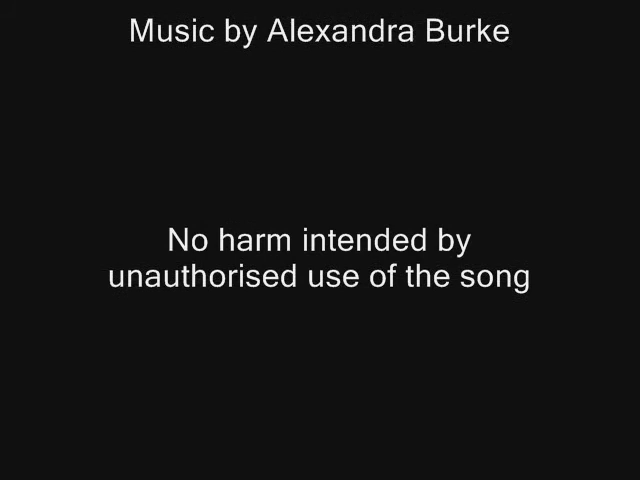 Music by Alexandra Burke
No harm intended by
unauthorised use of the song